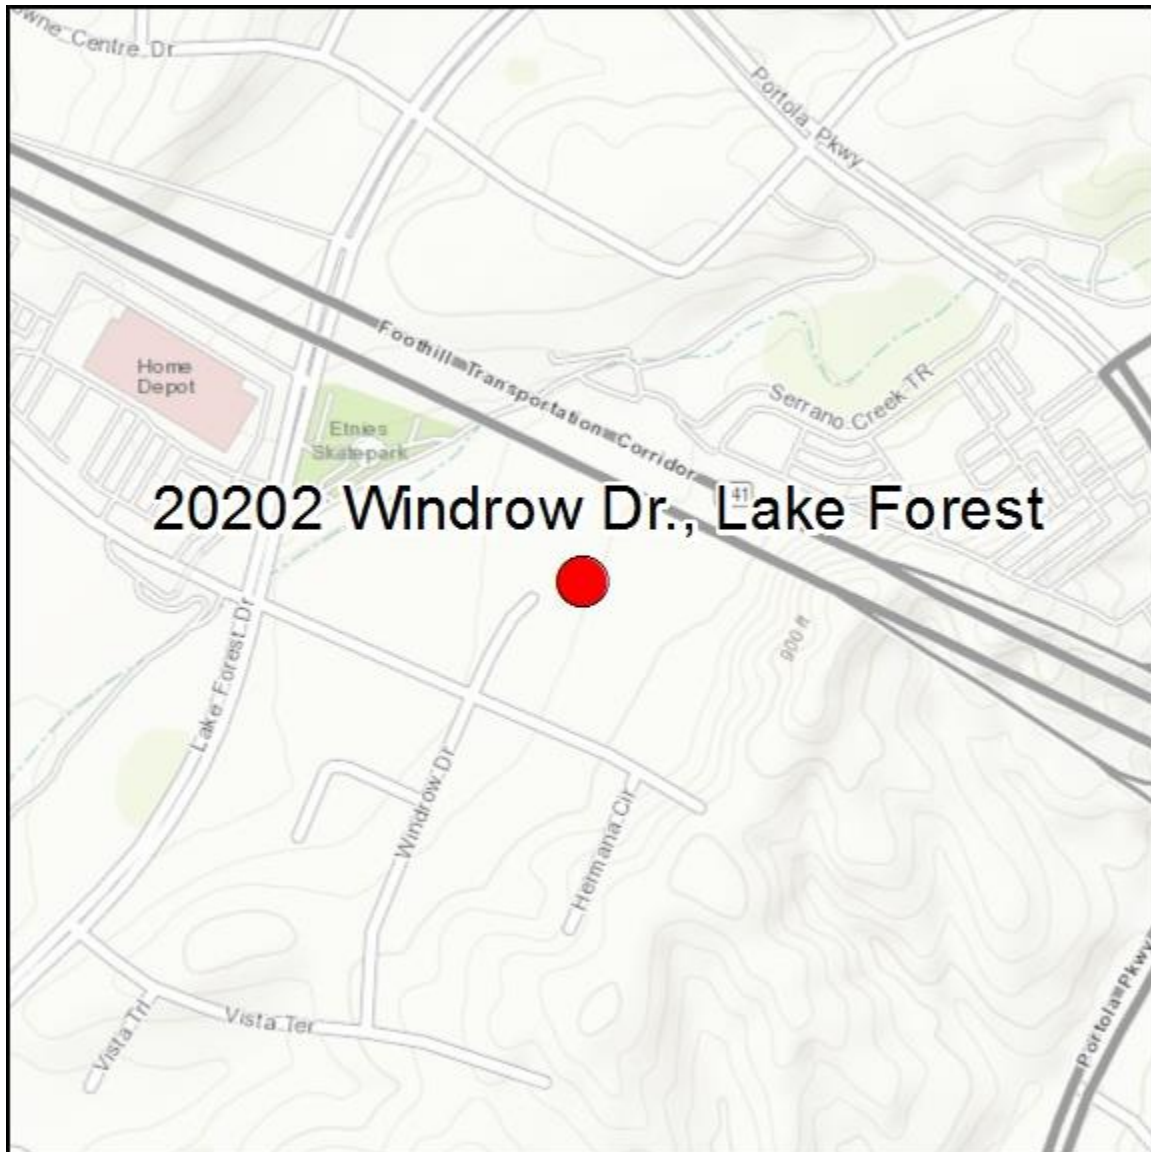 owne Centre Dr
Portola Pkwy
Foothill Transportation Corridor
Home
Depot
Serrano Creek TR
Etnies
Skatepark
41
20202 Windrow Dr., Lake Forest
900 ft
Lake Forest Dr
Windrow Dr
Hermana Cir
Portola Pkwy
Vista Trl
Vista Ter